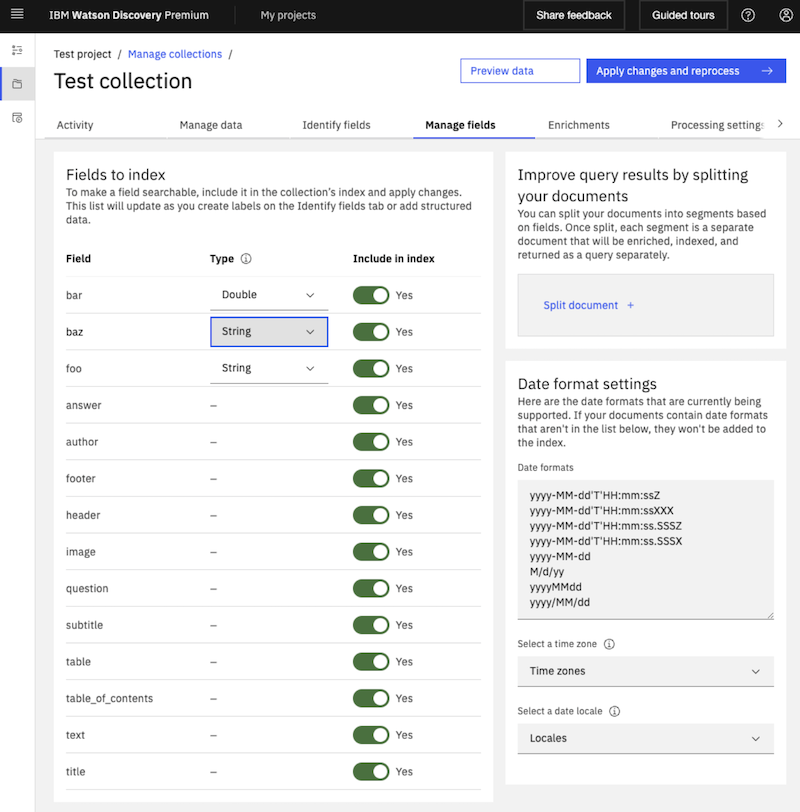 IBM Watson Discovery Premium
My projects
Share feedback
Guided tours
Test project / Manage collections /
Test collection
Preview data
Apply changes and reprocess
Activity
Manage data
Identify fields
Manage fields
Enrichments
Processing settings
Fields to index
To make a field searchable, include it in the collection's index and apply changes.
This list will update as you create labels on the Identify fields tab or add structured
data.
Field Type Include in index
bar Double Yes
baz String Yes
foo String Yes
answer – Yes
author – Yes
footer – Yes
header – Yes
image – Yes
question – Yes
subtitle – Yes
table – Yes
table_of_contents – Yes
text – Yes
title – Yes
Improve query results by splitting
your documents
You can split your documents into segments based
on fields. Once split, each segment is a separate
document that will be enriched, indexed, and
returned as a query separately.
Split document +
Date format settings
Here are the date formats that are currently being
supported. If your documents contain date formats
that aren't in the list below, they won't be added to
the index.
Date formats
yyyy-MM-dd'T'HH:mm:ssZ
yyyy-MM-dd'T'HH:mm:ssXXX
yyyy-MM-dd'T'HH:mm:ss.SSSZ
yyyy-MM-dd'T'HH:mm:ss.SSSX
yyyy-MM-dd
M/d/yy
yyyyMMdd
yyyy/MM/dd
Select a time zone
Time zones
Select a date locale
Locales